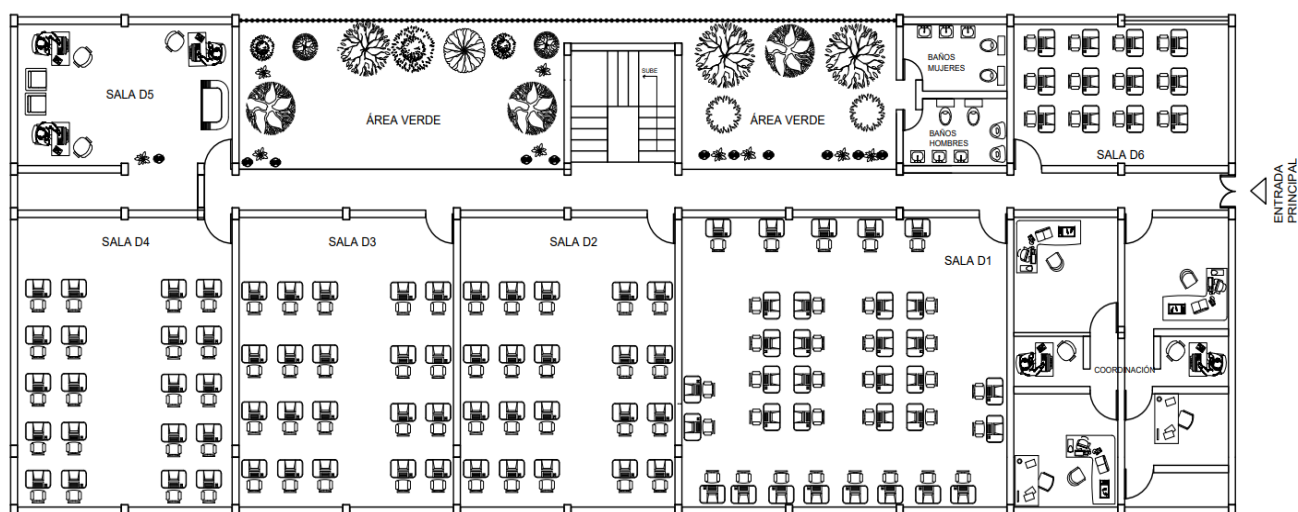 SALA D5
ÁREA VERDE
SUBE
ÁREA VERDE
BAÑOS
MUJERES
BAÑOS
HOMBRES
SALA D6
ENTRADA
PRINCIPAL
SALA D4
SALA D3
SALA D2
SALA D1
COORDINACIÓN